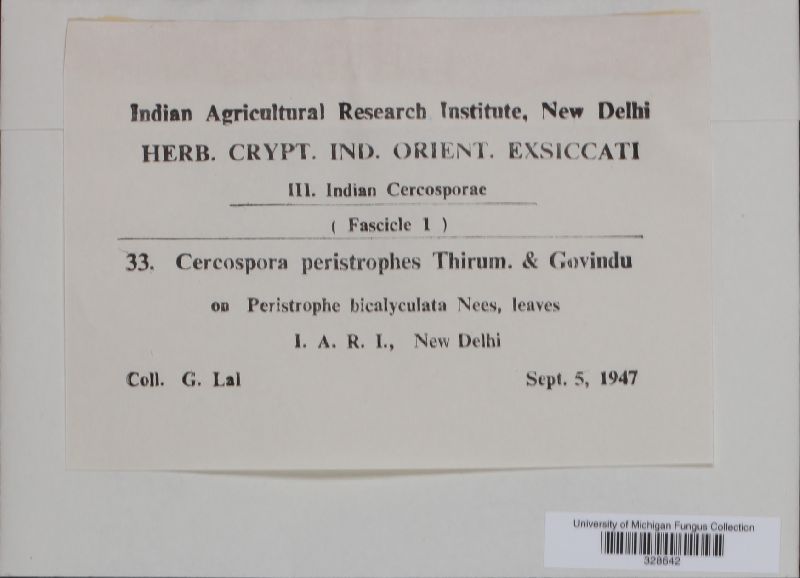 Indian Agricultural Research Institute, New Delhi
HERB. CRYPT. IND. ORIENT. EXSICCATI
III. Indian Cercosporae
( Fascicle 1 )
33. Cercospora peristrophes Thirum. & Govindu
on Peristrophe bicalyculata Nees, leaves
I. A. R. I., New Delhi
Coll. G. Lal Sept. 5, 1947
University of Michigan Fungus Collection
328642